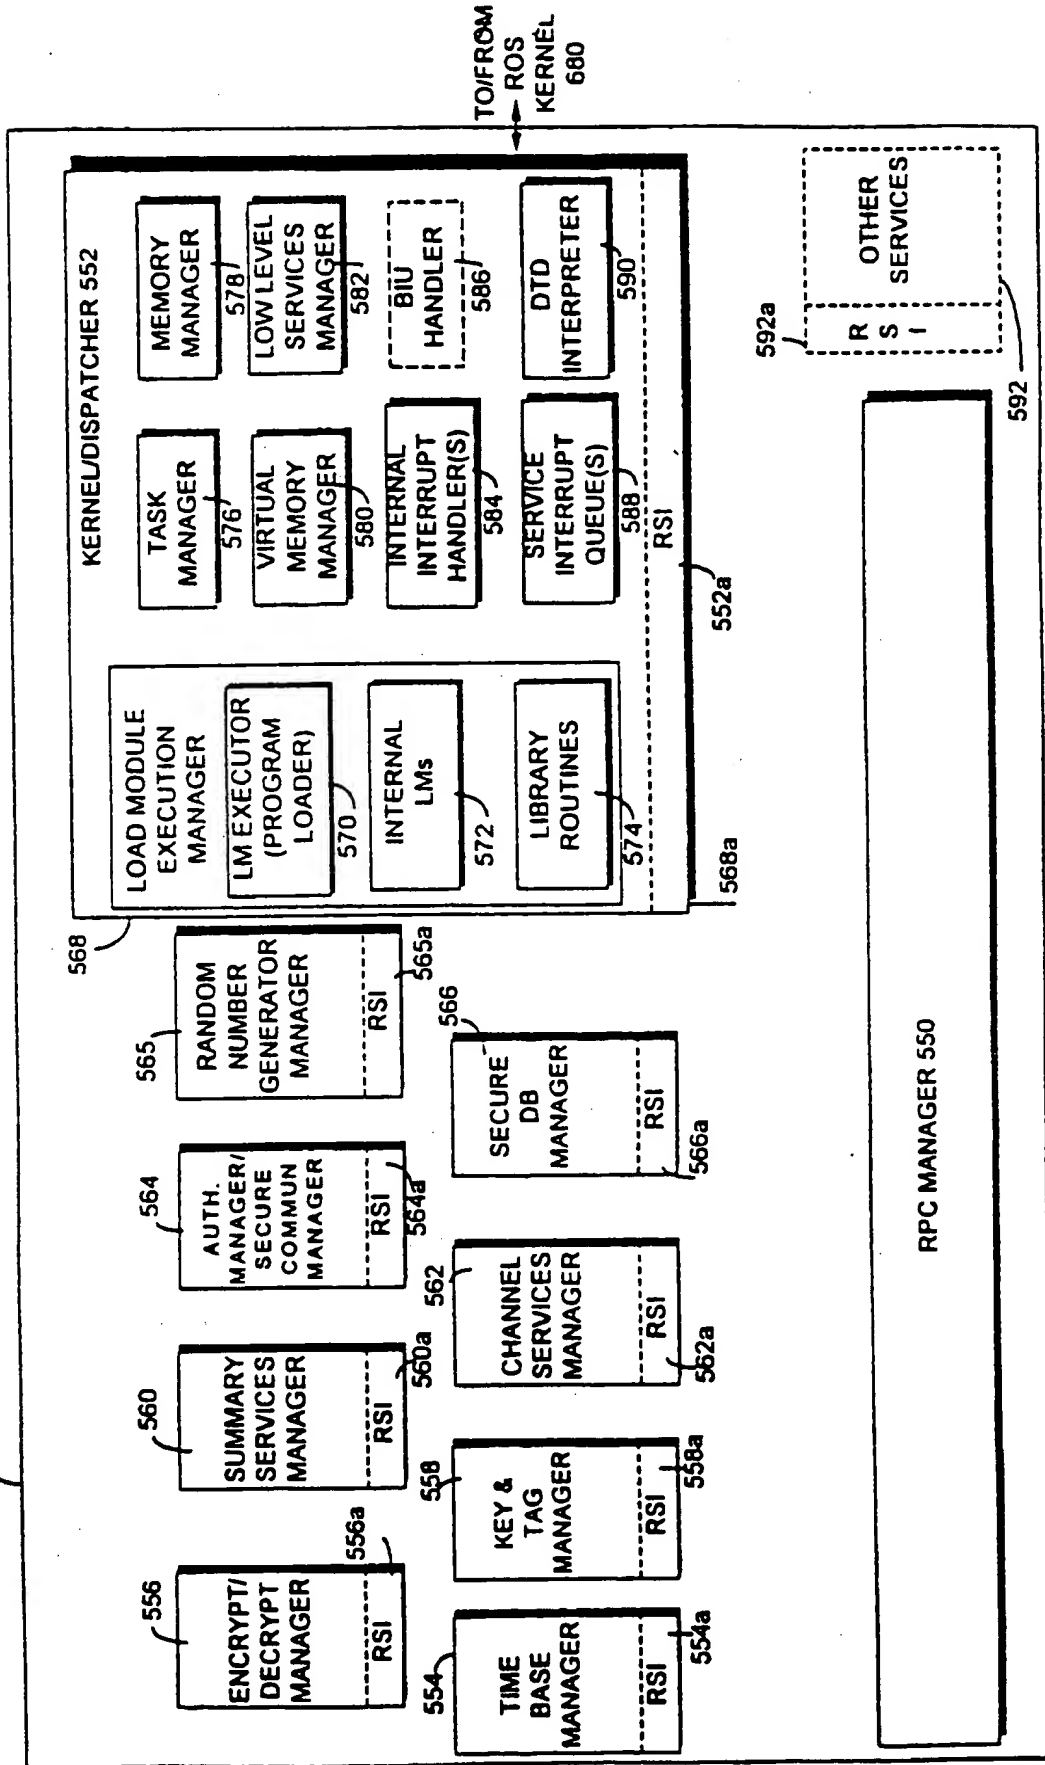 KERNEL/DISPATCHER 552
TO/FROM
ROS
KERNEL
680
568
LOAD MODULE
EXECUTION
MANAGER
LM EXECUTOR
(PROGRAM
LOADER)
570
INTERNAL
LMs
572
LIBRARY
ROUTINES
574
568a
TASK
MANAGER
576
VIRTUAL
MEMORY
MANAGER
580
INTERNAL
INTERRUPT
HANDLER(S)
584
SERVICE
INTERRUPT
QUEUE(S)
588
MEMORY
MANAGER
578
LOW LEVEL
SERVICES
MANAGER
582
BIU
HANDLER
586
DTD
INTERPRETER
590
RSI
552a
556
ENCRYPT/
DECRYPT
MANAGER
RSI
556a
560
SUMMARY
SERVICES
MANAGER
RSI
560a
564
AUTH.
MANAGER/
SECURE
COMMUN
MANAGER
RSI
564a
565
RANDOM
NUMBER
GENERATOR
MANAGER
RSI
565a
554
TIME
BASE
MANAGER
RSI
554a
558
KEY &
TAG
MANAGER
RSI
558a
562
CHANNEL
SERVICES
MANAGER
RSI
562a
566
SECURE
DB
MANAGER
RSI
566a
592a
R
S
I
OTHER
SERVICES
592
RPC MANAGER 550